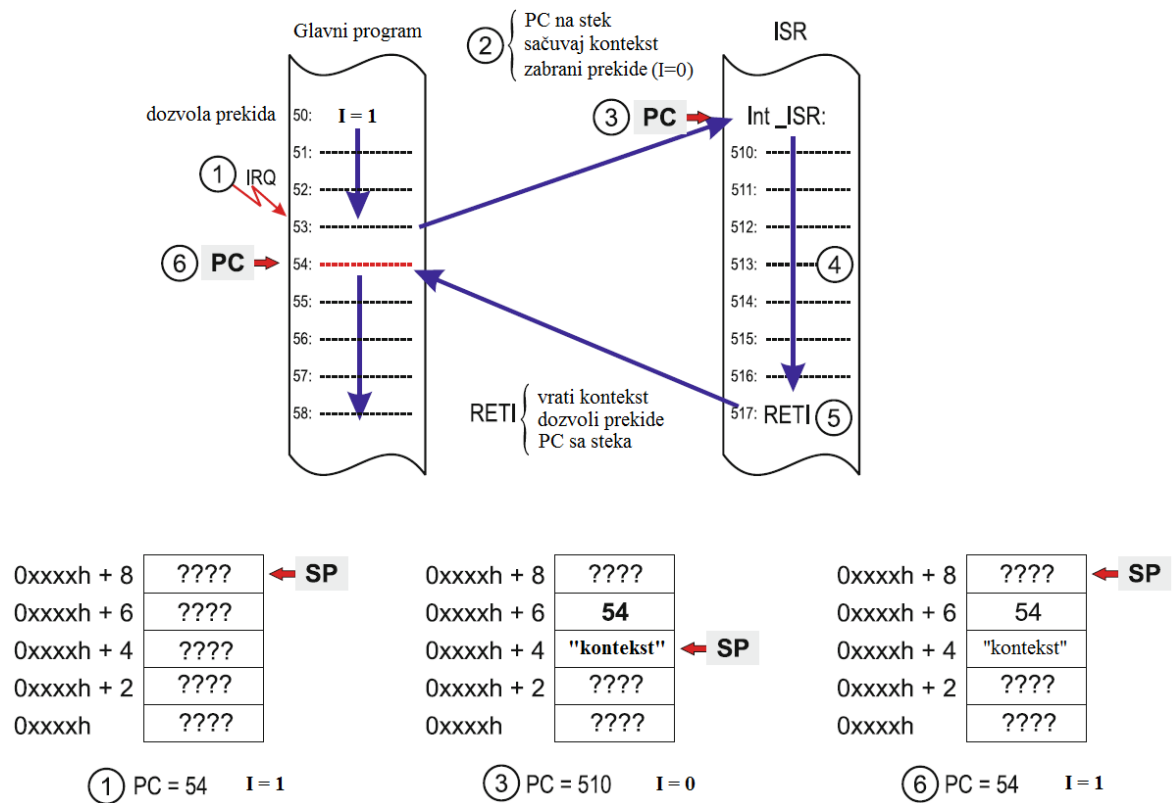 Glavni program
ISR
2
PC na stek
sačuvaj kontekst
zabrani prekide (I=0)
dozvola prekida
50: I = 1
51:
52:
1 IRQ
53:
6 PC
54:
55:
56:
57:
58:
3 PC
Int _ISR:
510:
511:
512:
513: 4
514:
515:
516:
517: RETI 5
RETI
vrati kontekst
dozvoli prekide
PC sa steka
0xxxxh + 8 ???? SP
0xxxxh + 6 ????
0xxxxh + 4 ????
0xxxxh + 2 ????
0xxxxh ????
1 PC = 54 I = 1
0xxxxh + 8 ????
0xxxxh + 6 54
0xxxxh + 4 "kontekst" SP
0xxxxh + 2 ????
0xxxxh ????
3 PC = 510 I = 0
0xxxxh + 8 ???? SP
0xxxxh + 6 54
0xxxxh + 4 "kontekst"
0xxxxh + 2 ????
0xxxxh ????
6 PC = 54 I = 1